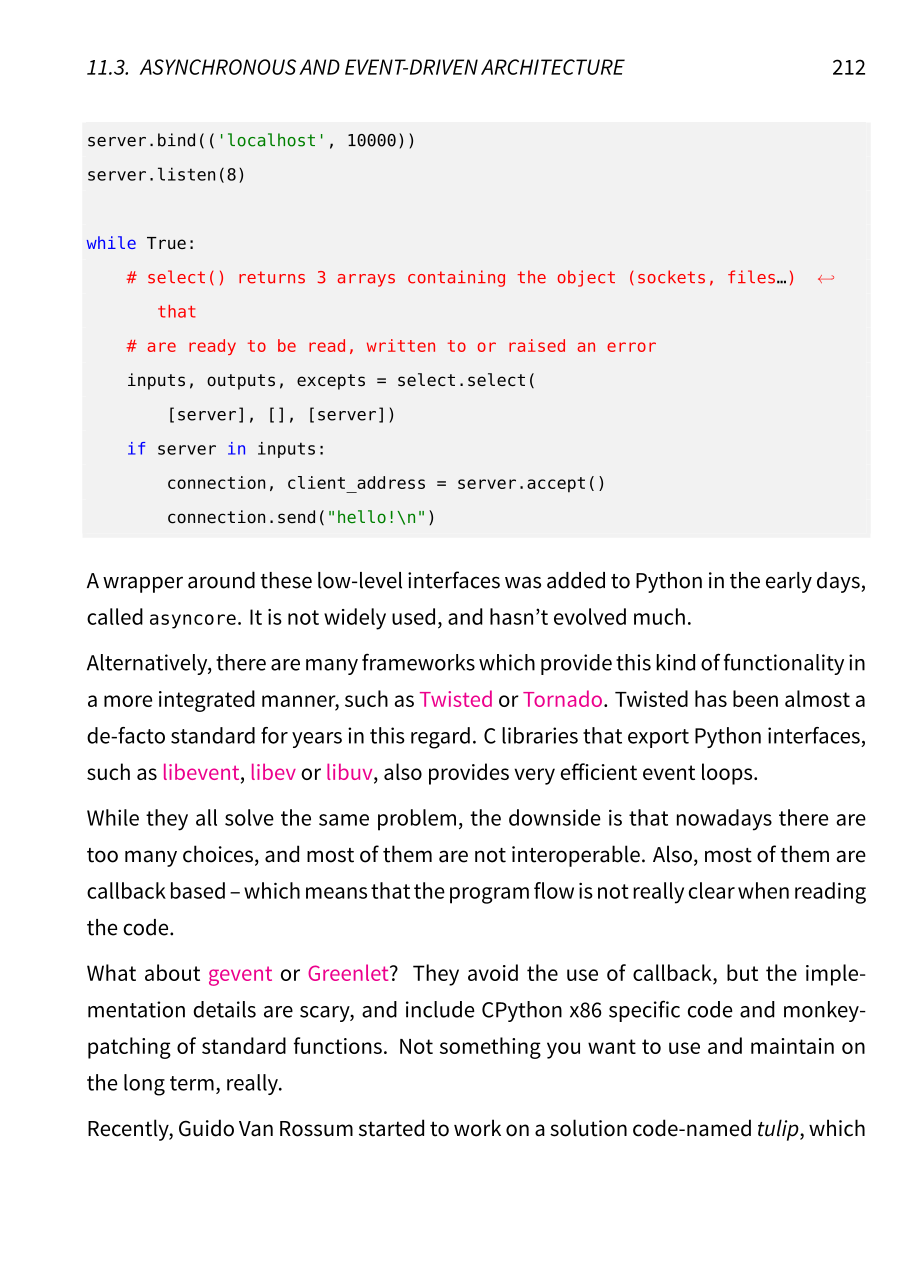 11.3. ASYNCHRONOUS AND EVENT-DRIVEN ARCHITECTURE 212
server.bind(('localhost', 10000))
server.listen(8)
while True:
    # select() returns 3 arrays containing the object (sockets, files…) ↩
       that
    # are ready to be read, written to or raised an error
    inputs, outputs, excepts = select.select(
        [server], [], [server])
    if server in inputs:
        connection, client_address = server.accept()
        connection.send("hello!\n")
A wrapper around these low-level interfaces was added to Python in the early days,
called asyncore. It is not widely used, and hasn’t evolved much.
Alternatively, there are many frameworks which provide this kind of functionality in
a more integrated manner, such as Twisted or Tornado. Twisted has been almost a
de-facto standard for years in this regard. C libraries that export Python interfaces,
such as libevent, libev or libuv, also provides very efficient event loops.
While they all solve the same problem, the downside is that nowadays there are
too many choices, and most of them are not interoperable. Also, most of them are
callback based – which means that the program flow is not really clear when reading
the code.
What about gevent or Greenlet? They avoid the use of callback, but the imple-
mentation details are scary, and include CPython x86 specific code and monkey-
patching of standard functions. Not something you want to use and maintain on
the long term, really.
Recently, Guido Van Rossum started to work on a solution code-named tulip, which